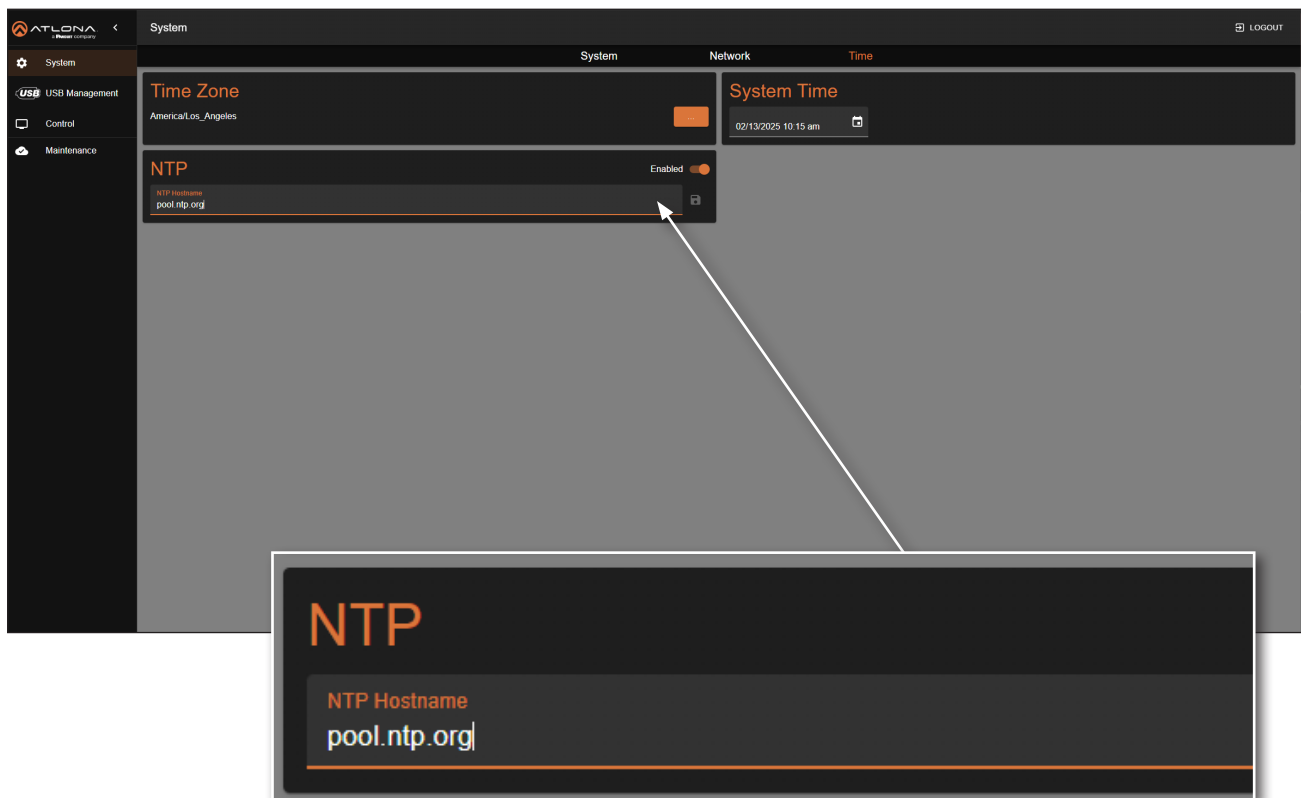 ATLONA
System
LOGOUT
System
USB Management
Control
Maintenance
System
Network
Time
Time Zone
America/Los_Angeles
...
System Time
02/13/2025 10:15 am
NTP
Enabled
NTP Hostname
pool.ntp.org
NTP
NTP Hostname
pool.ntp.org
USB
a Panduit company